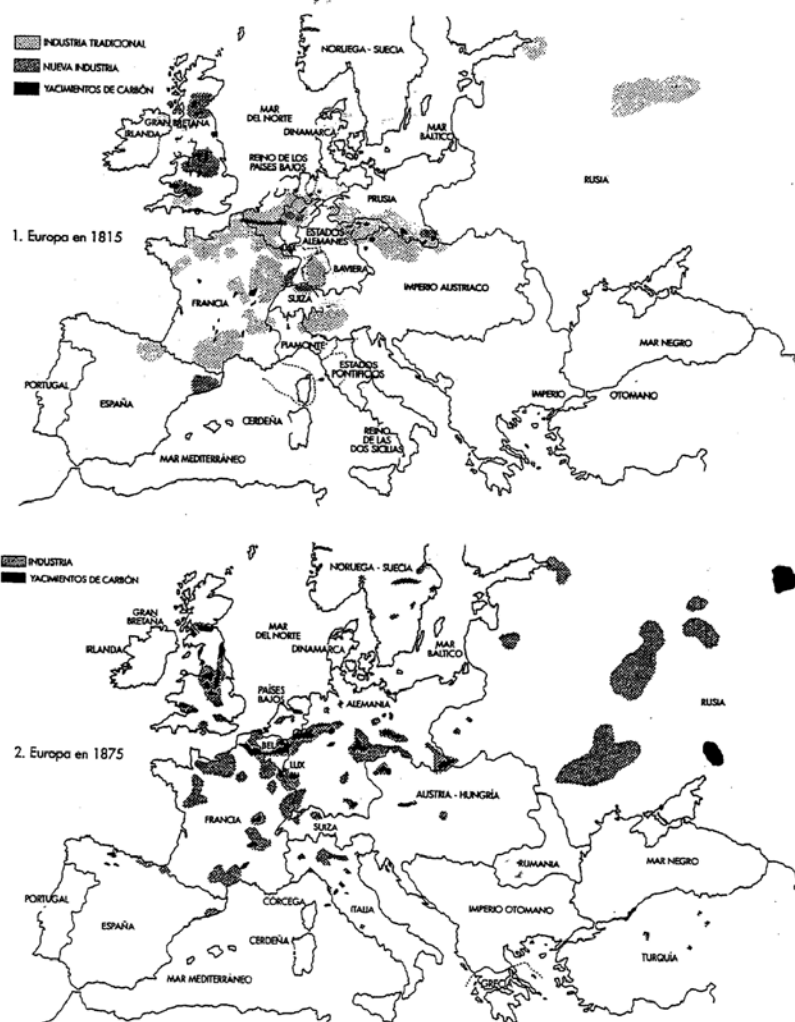 INDUSTRIA TRADICIONAL
NUEVA INDUSTRIA
YACIMIENTOS DE CARBÓN
NORUEGA - SUECIA
MAR
DEL NORTE
GRAN BRETAÑA
IRLANDA
DINAMARCA
MAR
BÁLTICO
REINO DE LOS
PAÍSES BAJOS
RUSIA
PRUSIA
1. Europa en 1815
ESTADOS
ALEMANES
BAVIERA
IMPERIO AUSTRIACO
FRANCIA
SUIZA
PIAMONTE
MAR NEGRO
ESTADOS
PONTIFICIOS
PORTUGAL
ESPAÑA
IMPERIO
OTOMANO
CERDEÑA
REINO
DE LAS
DOS SICILIAS
MAR MEDITERRÁNEO
INDUSTRIA
YACIMIENTOS DE CARBÓN
NORUEGA - SUECIA
GRAN
BRETAÑA
MAR
DEL NORTE
IRLANDA
DINAMARCA
MAR
BÁLTICO
PAÍSES
BAJOS
ALEMANIA
RUSIA
2. Europa en 1875
BEL
LUX
AUSTRIA - HUNGRÍA
FRANCIA
SUIZA
RUMANIA
MAR NEGRO
PORTUGAL
ESPAÑA
CÓRCEGA
ITALIA
IMPERIO OTOMANO
CERDEÑA
TURQUÍA
MAR MEDITERRÁNEO
GRECIA